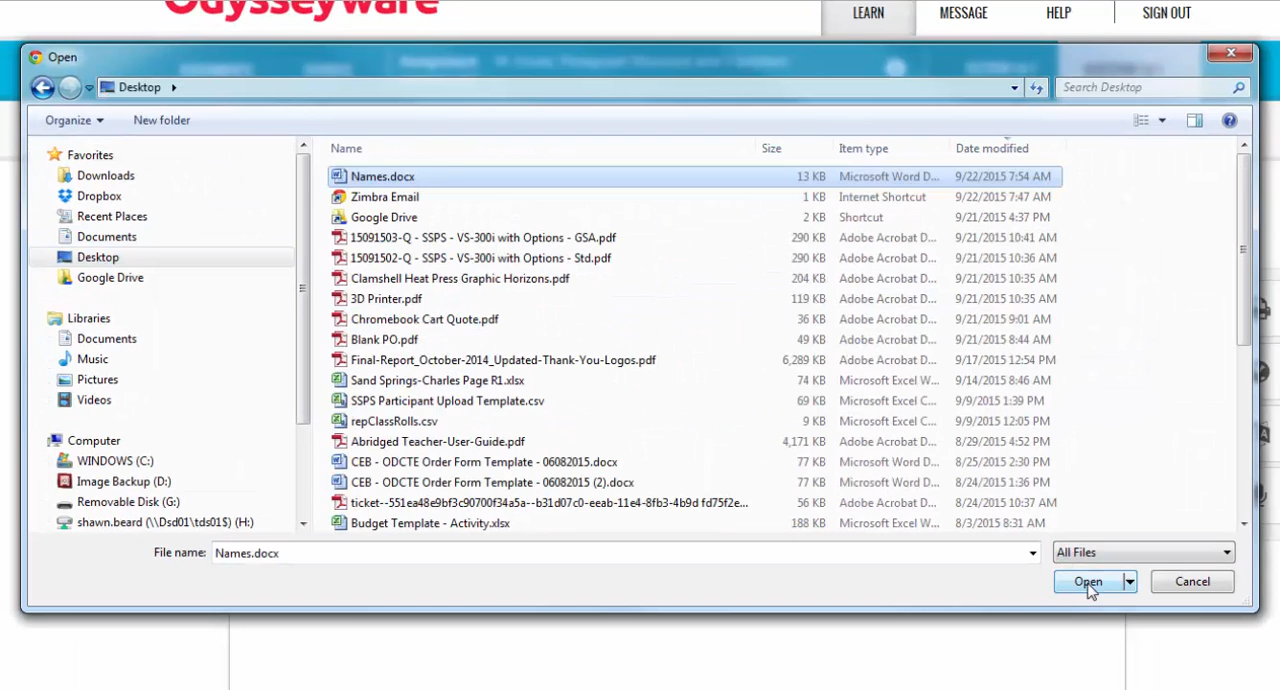 Odysseyware
LEARN MESSAGE HELP SIGN OUT
Open
Desktop Search Desktop
Organize New folder
Name Size Item type Date modified
Favorites
Downloads
Dropbox
Recent Places
Documents
Desktop
Google Drive
Libraries
Documents
Music
Pictures
Videos
Computer
WINDOWS (C:)
Image Backup (D:)
Removable Disk (G:)
shawn.beard (\\Dsd01\tds01$) (H:)
Names.docx 13 KB Microsoft Word D... 9/22/2015 7:54 AM
Zimbra Email 1 KB Internet Shortcut 9/22/2015 7:47 AM
Google Drive 2 KB Shortcut 9/21/2015 4:37 PM
15091503-Q - SSPS - VS-300i with Options - GSA.pdf 290 KB Adobe Acrobat D... 9/21/2015 10:41 AM
15091502-Q - SSPS - VS-300i with Options - Std.pdf 290 KB Adobe Acrobat D... 9/21/2015 10:36 AM
Clamshell Heat Press Graphic Horizons.pdf 204 KB Adobe Acrobat D... 9/21/2015 10:35 AM
3D Printer.pdf 119 KB Adobe Acrobat D... 9/21/2015 10:35 AM
Chromebook Cart Quote.pdf 36 KB Adobe Acrobat D... 9/21/2015 9:01 AM
Blank PO.pdf 49 KB Adobe Acrobat D... 9/21/2015 8:44 AM
Final-Report_October-2014_Updated-Thank-You-Logos.pdf 6,289 KB Adobe Acrobat D... 9/17/2015 12:54 PM
Sand Springs-Charles Page R1.xlsx 74 KB Microsoft Excel W... 9/14/2015 8:46 AM
SSPS Participant Upload Template.csv 69 KB Microsoft Excel C... 9/9/2015 1:39 PM
repClassRolls.csv 9 KB Microsoft Excel C... 9/9/2015 12:05 PM
Abridged Teacher-User-Guide.pdf 4,171 KB Adobe Acrobat D... 8/29/2015 4:52 PM
CEB - ODCTE Order Form Template - 06082015.docx 77 KB Microsoft Word D... 8/25/2015 2:30 PM
CEB - ODCTE Order Form Template - 06082015 (2).docx 77 KB Microsoft Word D... 8/24/2015 1:36 PM
ticket--551ea48e9bf3c90700f34a5a--b31d07c0-eeab-11e4-8fb3-4b9d fd75f2e... 56 KB Adobe Acrobat D... 8/24/2015 10:37 AM
Budget Template - Activity.xlsx 188 KB Microsoft Excel W... 8/3/2015 8:31 AM
File name: Names.docx All Files
Open Cancel